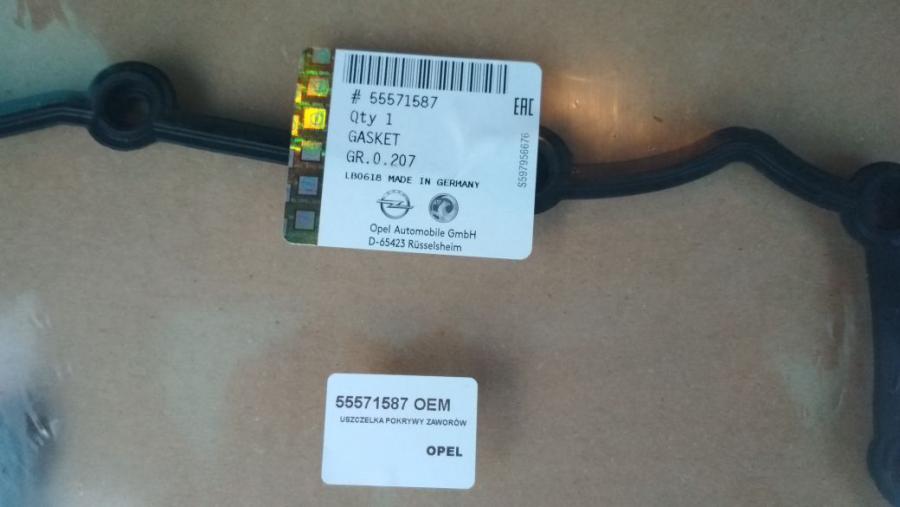 # 55571587
Qty 1
GASKET
GR.0.207
LB0618 MADE IN GERMANY
Opel Automobile GmbH
D-65423 Rüsselsheim
EAC
S597956676
55571587 OEM
USZCZELKA POKRYWY ZAWORÓW
OPEL